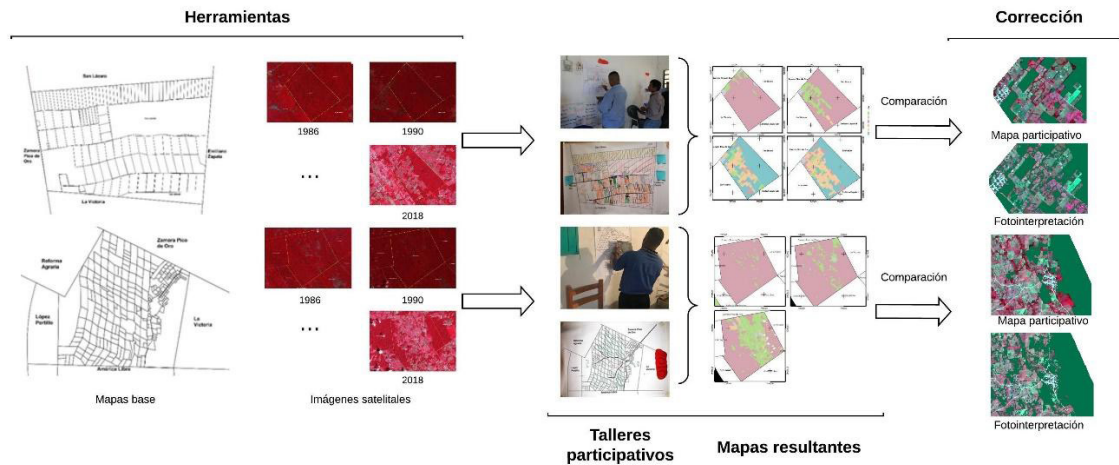 Herramientas
Corrección
San Lázaro
Zamora
Pico de
Oro
Emiliano
Zapata
La Victoria
1986
1990
...
2018
Comparación
Mapa participativo
Fotointerpretación
Zamora Pico
de Oro
Reforma
Agraria
López
Portillo
La
Victoria
América Libre
1986
1990
...
2018
Comparación
Mapa participativo
Fotointerpretación
Mapas base
Imágenes satelitales
Talleres
participativos
Mapas resultantes